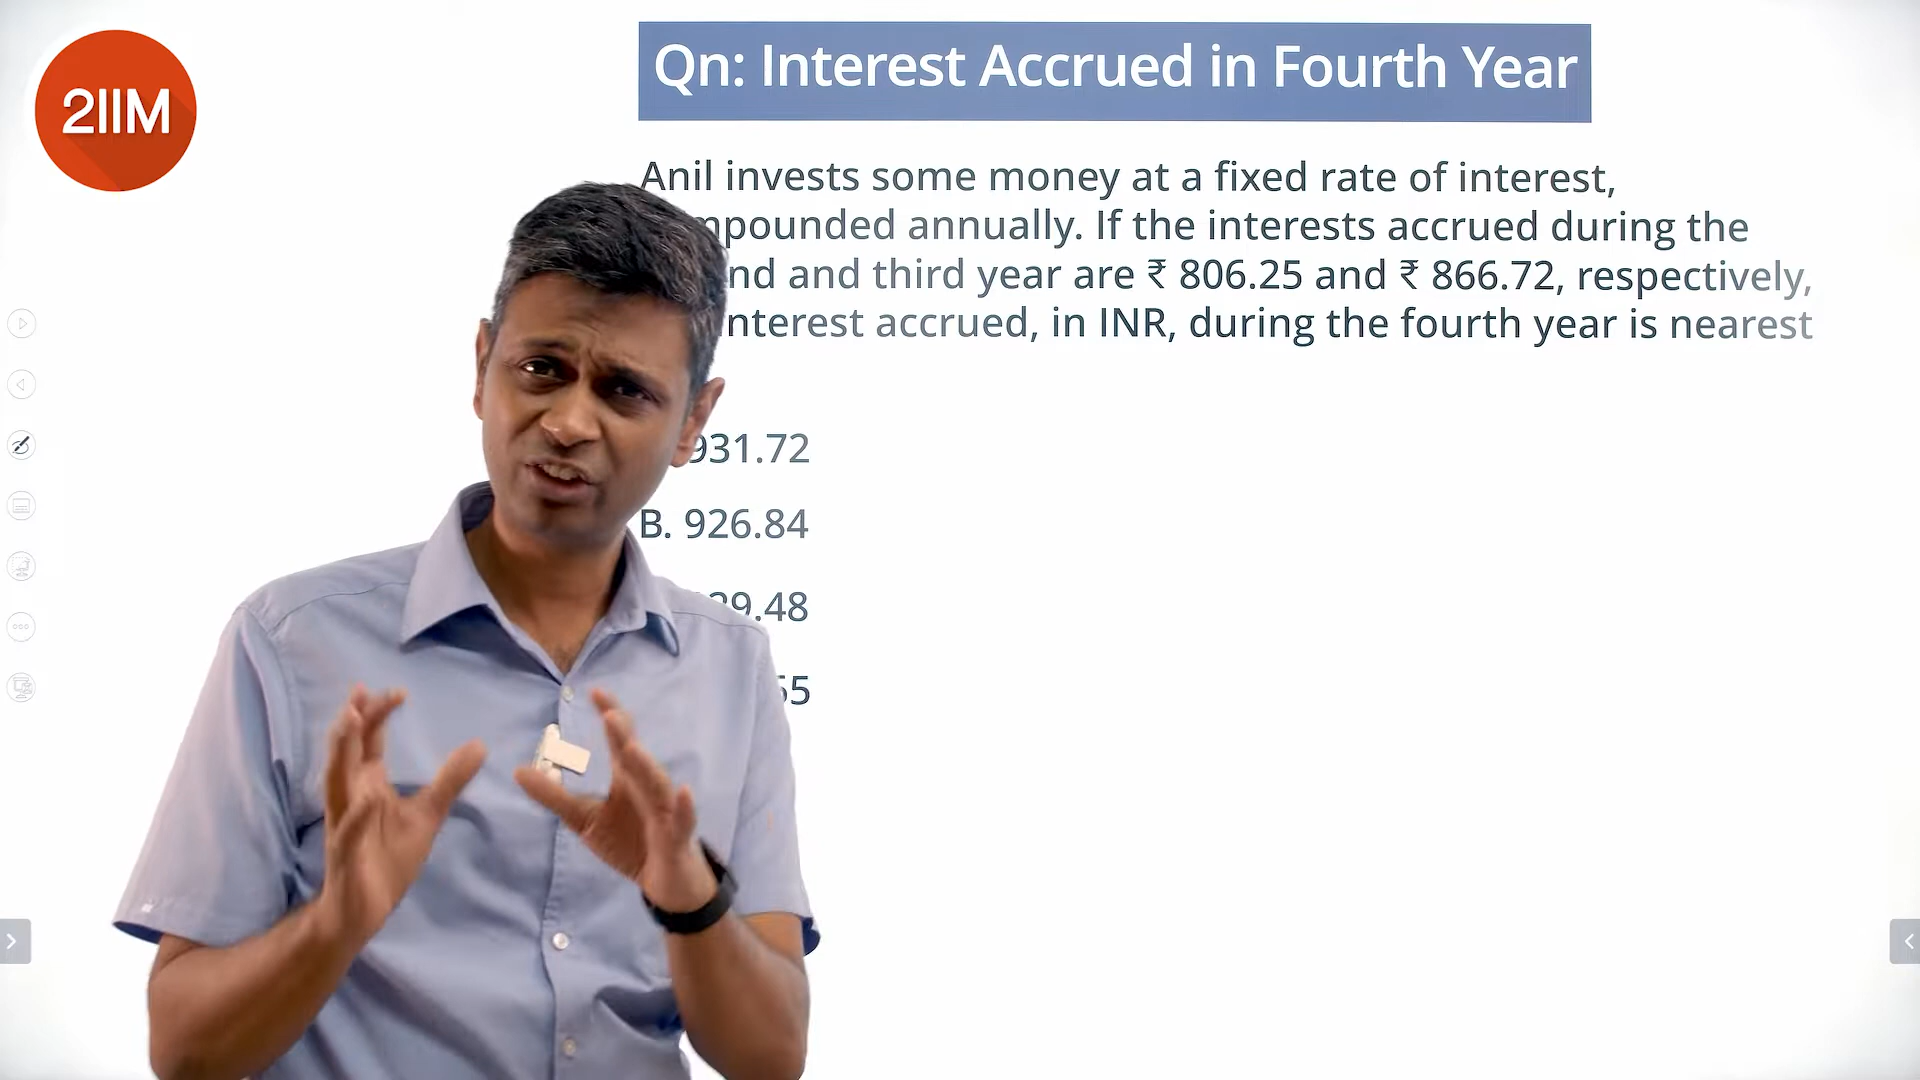 2IIM
Qn: Interest Accrued in Fourth Year
Anil invests some money at a fixed rate of interest,
mpounded annually. If the interests accrued during the
nd and third year are ₹ 806.25 and ₹ 866.72, respectively,
nterest accrued, in INR, during the fourth year is nearest
931.72
B. 926.84
29.48
55